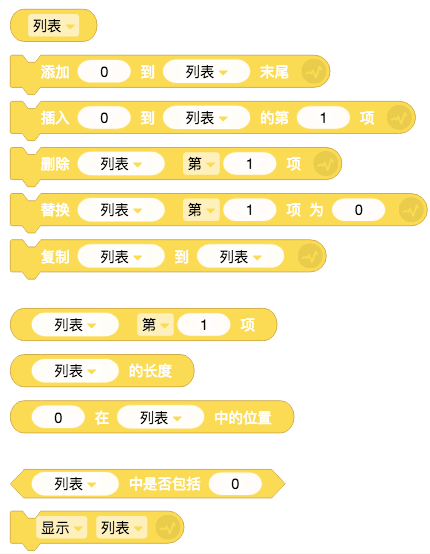 列表
添加 0 到 列表 末尾
插入 0 到 列表 的第 1 项
删除 列表 第 1 项
替换 列表 第 1 项 为 0
复制 列表 到 列表
列表 第 1 项
列表 的长度
0 在 列表 中的位置
列表 中是否包括 0
显示 列表